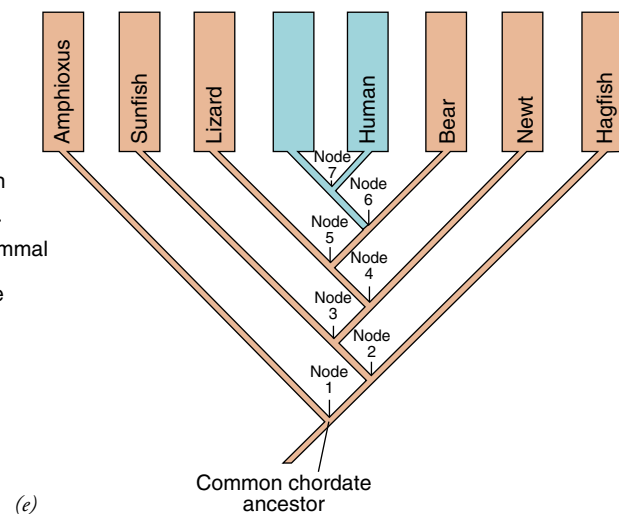 Amphioxus
Sunfish
Lizard
Human
Bear
Newt
Hagfish
Node
7
Node
6
Node
5
Node
4
Node
3
Node
2
Node
1
mmal
Common chordate
ancestor
(e)